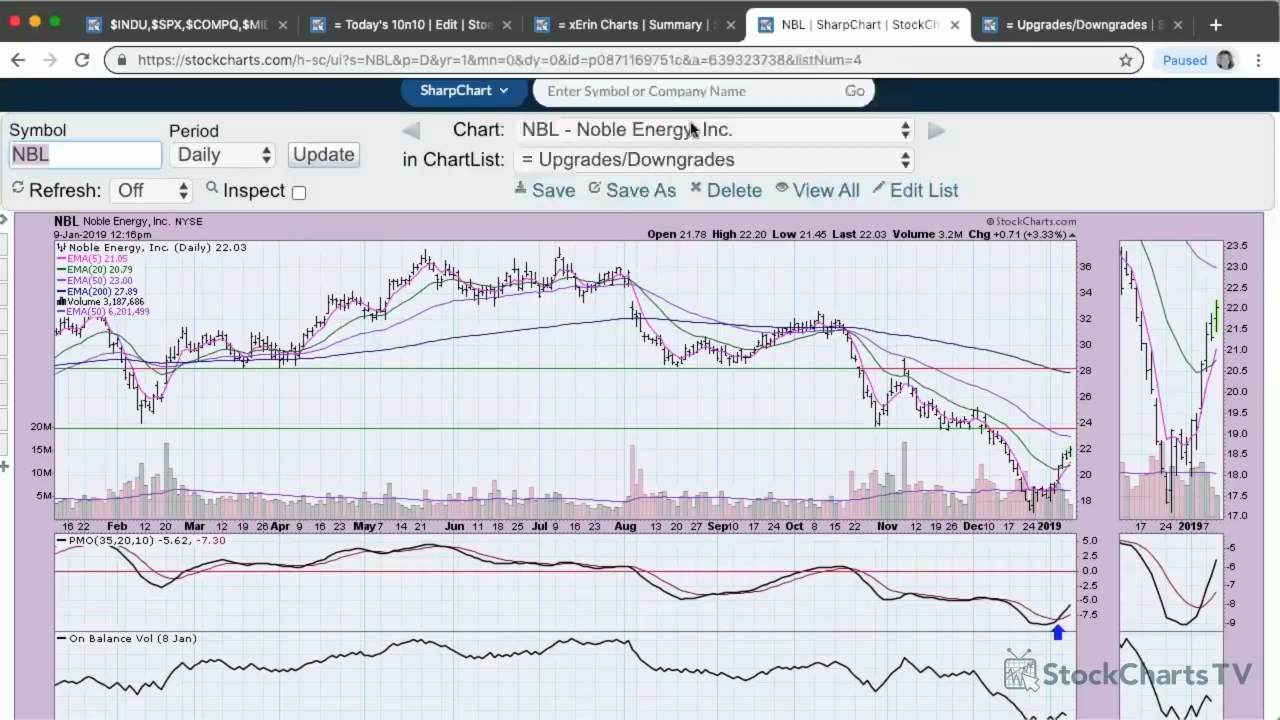 $INDU,$SPX,$COMPQ,$MI
= Today's 10n10 | Edit | Sto
= xErin Charts | Summary |
NBL | SharpChart | StockCh
= Upgrades/Downgrades |
https://stockcharts.com/h-sc/ui?s=NBL&p=D&yr=1&mn=0&dy=0&id=p08711697510&a=639323738&listNum=4
Paused
SharpChart
Enter Symbol or Company Name
Go
Symbol
Period
Chart:
NBL - Noble Energy, Inc.
NBL
Daily
Update
in ChartList:
= Upgrades/Downgrades
Refresh:
Off
Inspect
Save
Save As
Delete
View All
Edit List
NBL Noble Energy, Inc. NYSE
© StockCharts.com
9-Jan-2019 12:16pm
Open 21.78 High 22.20 Low 21.45 Last 22.03 Volume 3.2M Chg +0.71 (+3.33%)
Noble Energy, Inc. (Daily) 22.03
EMA(5) 21.05
EMA(20) 20.79
EMA(50) 23.00
EMA(200) 27.89
Volume 3,187,686
EMA(50) 6,201,499
36
34
32
30
28
26
24
22
20
18
20M
15M
10M
5M
23.5
23.0
22.5
22.0
21.5
21.0
20.5
20.0
19.5
19.0
18.5
18.0
17.5
17.0
16 22 Feb 12 20 Mar 12 19 26 Apr 9 16 23 May 7 14 21 Jun 11 18 25 Jul 9 16 23 Aug 13 20 27 Sep 10 17 24 Oct 8 15 22 Nov 12 19 26 Dec 10 17 24 2019
17 24 2019 7
PMO(35,20,10) -5.62, -7.30
5.0
2.5
0.0
-2.5
-5.0
-7.5
-5
-6
-7
-8
-9
On Balance Vol (8 Jan)
StockChartsTV